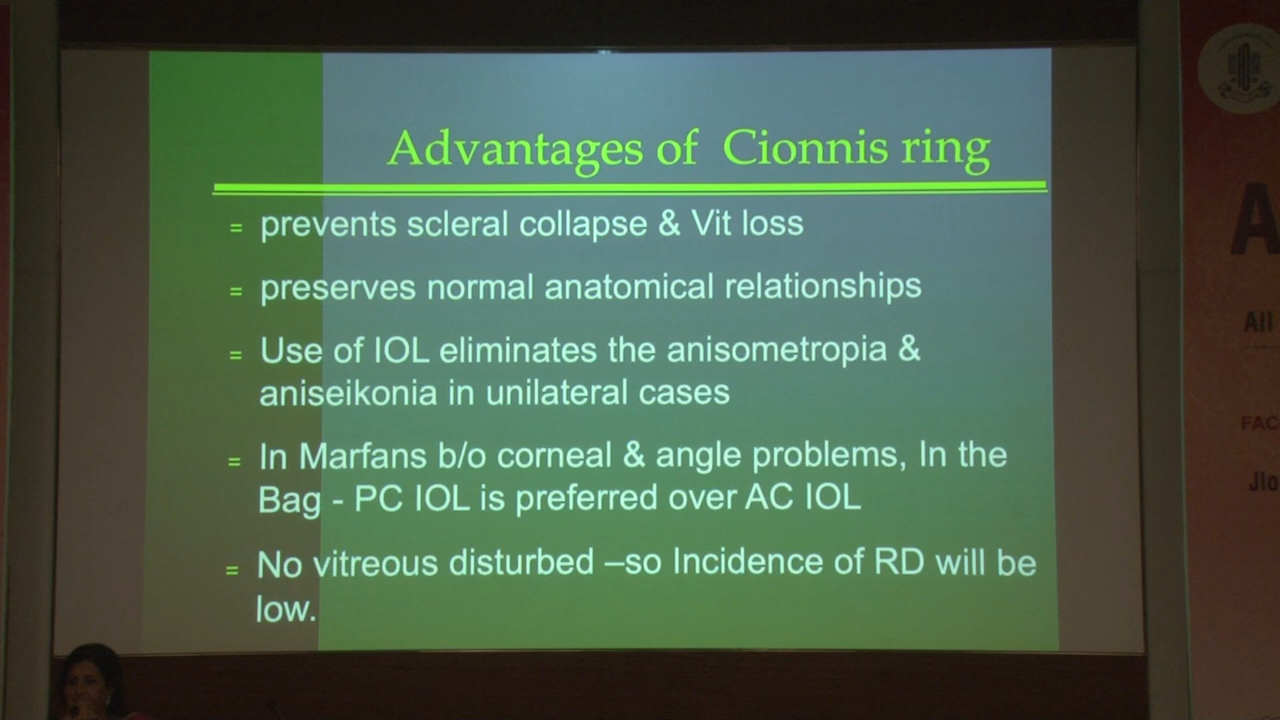 Advantages of Cionnis ring
= prevents scleral collapse & Vit loss
= preserves normal anatomical relationships
= Use of IOL eliminates the anisometropia &
aniseikonia in unilateral cases
= In Marfans b/o corneal & angle problems, In the
Bag - PC IOL is preferred over AC IOL
= No vitreous disturbed –so Incidence of RD will be
low.
A
All
FAC